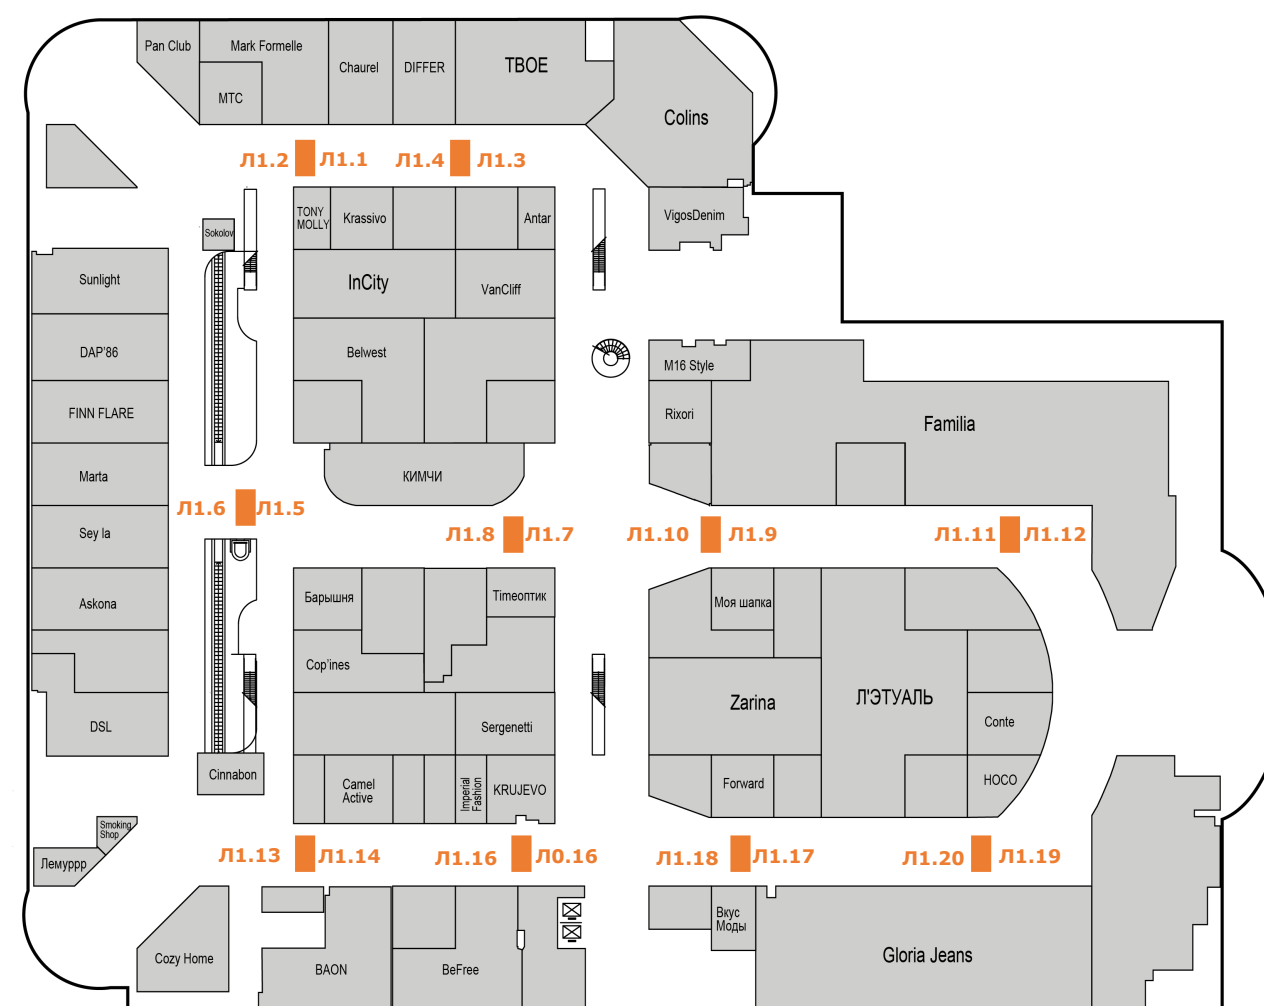 Pan Club
Mark Formelle
МТС
Chaurel
DIFFER
ТВОЕ
Colins
Л1.2
Л1.1
Л1.4
Л1.3
TONY
MOLLY
Krassivo
Antar
VigosDenim
Sokolov
Sunlight
InCity
VanCliff
DAP'86
Belwest
M16 Style
FINN FLARE
Rixori
Familia
Marta
КИМЧИ
Л1.6
Л1.5
Sey la
Л1.8
Л1.7
Л1.10
Л1.9
Л1.11
Л1.12
Askona
Барышня
Timeоптик
Моя шапка
Cop'ines
Zarina
Л'ЭТУАЛЬ
DSL
Sergenetti
Conte
Cinnabon
Camel
Active
Imperial
Fashion
KRUJEVO
Forward
HOCO
Smoking
Shop
Лемуррр
Л1.13
Л1.14
Л1.16
Л0.16
Л1.18
Л1.17
Л1.20
Л1.19
Вкус
Моды
Cozy Home
BAON
BeFree
Gloria Jeans